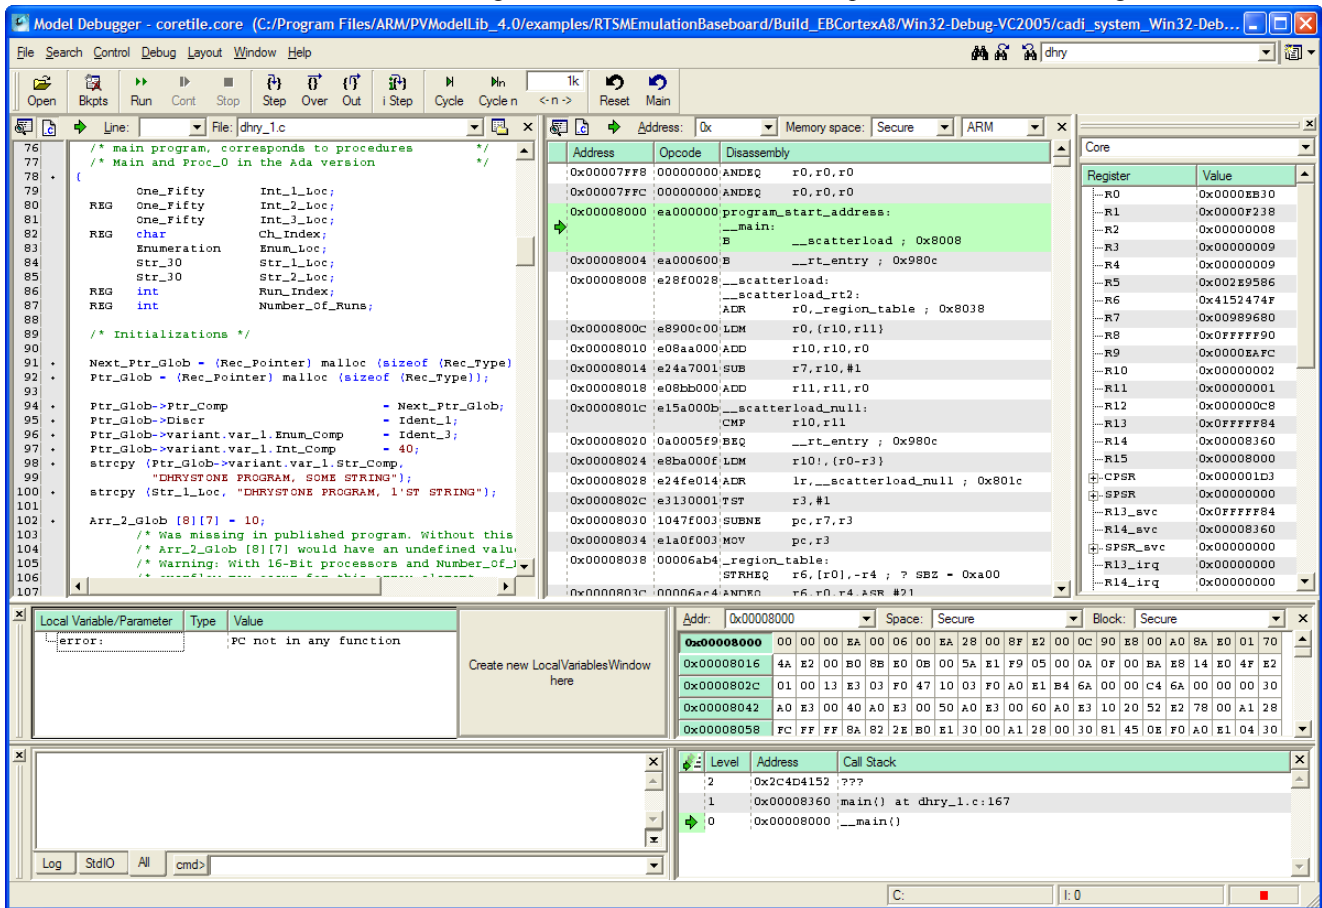 Model Debugger - coretile.core (C:/Program Files/ARM/PVModelLib_4.0/examples/RTSMEmulationBaseboard/Build_EBCortexA8/Win32-Debug-VC2005/cadi_system_Win32-Deb...
File Search Control Debug Layout Window Help dhry
Open Bkpts Run Cont Stop Step Over Out i Step Cycle Cycle n <- n -> 1k Reset Main
Line: File: dhry_1.c
76 /* main program, corresponds to procedures */
77 /* Main and Proc_0 in the Ada version */
78 {
79 One_Fifty Int_1_Loc;
80 REG One_Fifty Int_2_Loc;
81 One_Fifty Int_3_Loc;
82 REG char Ch_Index;
83 Enumeration Enum_Loc;
84 Str_30 Str_1_Loc;
85 Str_30 Str_2_Loc;
86 REG int Run_Index;
87 REG int Number_Of_Runs;
88
89 /* Initializations */
90
91 Next_Ptr_Glob = (Rec_Pointer) malloc (sizeof (Rec_Type)
92 Ptr_Glob = (Rec_Pointer) malloc (sizeof (Rec_Type));
93
94 Ptr_Glob->Ptr_Comp = Next_Ptr_Glob;
95 Ptr_Glob->Discr = Ident_1;
96 Ptr_Glob->variant.var_1.Enum_Comp = Ident_3;
97 Ptr_Glob->variant.var_1.Int_Comp = 40;
98 strcpy (Ptr_Glob->variant.var_1.Str_Comp,
99 "DHRYSTONE PROGRAM, SOME STRING");
100 strcpy (Str_1_Loc, "DHRYSTONE PROGRAM, 1'ST STRING");
101
102 Arr_2_Glob [8][7] = 10;
103 /* Was missing in published program. Without this
104 /* Arr_2_Glob [8][7] would have an undefined valu
105 /* Warning: With 16-Bit processors and Number_Of_
106 /* overflow may occur for this array element
107
Address: 0x Memory space: Secure ARM
Address Opcode Disassembly
0x00007FF8 00000000 ANDEQ r0,r0,r0
0x00007FFC 00000000 ANDEQ r0,r0,r0
0x00008000 ea000000 program_start_address:
__main:
B __scatterload ; 0x8008
0x00008004 ea000600 B __rt_entry ; 0x980c
0x00008008 e28f0028 __scatterload:
__scatterload_rt2:
ADR r0,_region_table ; 0x8038
0x0000800C e8900c00 LDM r0,{r10,r11}
0x00008010 e08aa000 ADD r10,r10,r0
0x00008014 e24a7001 SUB r7,r10,#1
0x00008018 e08bb000 ADD r11,r11,r0
0x0000801C e15a000b __scatterload_null:
CMP r10,r11
0x00008020 0a0005f9 BEQ __rt_entry ; 0x980c
0x00008024 e8ba000f LDM r10!,{r0-r3}
0x00008028 e24fe014 ADR lr,__scatterload_null ; 0x801c
0x0000802C e3130001 TST r3,#1
0x00008030 1047f003 SUBNE pc,r7,r3
0x00008034 e1a0f003 MOV pc,r3
0x00008038 00006ab4 _region_table:
STRHEQ r6,[r0],-r4 ; ? SBZ = 0xa00
0x0000803C 00006ac4 ANDEQ r6,r0,r4,ASR #21
Core
Register Value
R0 0x0000EB30
R1 0x0000F238
R2 0x00000008
R3 0x00000009
R4 0x00000009
R5 0x002E9586
R6 0x4152474F
R7 0x00989680
R8 0x0FFFFF90
R9 0x0000EAFC
R10 0x00000002
R11 0x00000001
R12 0x000000C8
R13 0x0FFFFF84
R14 0x00008360
R15 0x00008000
CPSR 0x000001D3
SPSR 0x00000000
R13_svc 0x0FFFFF84
R14_svc 0x00008360
SPSR_svc 0x00000000
R13_irq 0x00000000
R14_irq 0x00000000
Local Variable/Parameter Type Value
error: PC not in any function
Create new LocalVariablesWindow
here
Addr: 0x00008000 Space: Secure Block: Secure
0x00008000 00 00 00 EA 00 06 00 EA 28 00 8F E2 00 0C 90 E8 00 A0 8A E0 01 70
0x00008016 4A E2 00 B0 8B E0 0B 00 5A E1 F9 05 00 0A 0F 00 BA E8 14 E0 4F E2
0x0000802C 01 00 13 E3 03 F0 47 10 03 F0 A0 E1 B4 6A 00 00 C4 6A 00 00 00 30
0x00008042 A0 E3 00 40 A0 E3 00 50 A0 E3 00 60 A0 E3 10 20 52 E2 78 00 A1 28
0x00008058 FC FF FF 8A 82 2E B0 E1 30 00 A1 28 00 30 81 45 0E F0 A0 E1 04 30
Level Address Call Stack
2 0x2C4D4152 ???
1 0x00008360 main() at dhry_1.c:167
0 0x00008000 __main()
Log StdIO All cmd>
C: I: 0